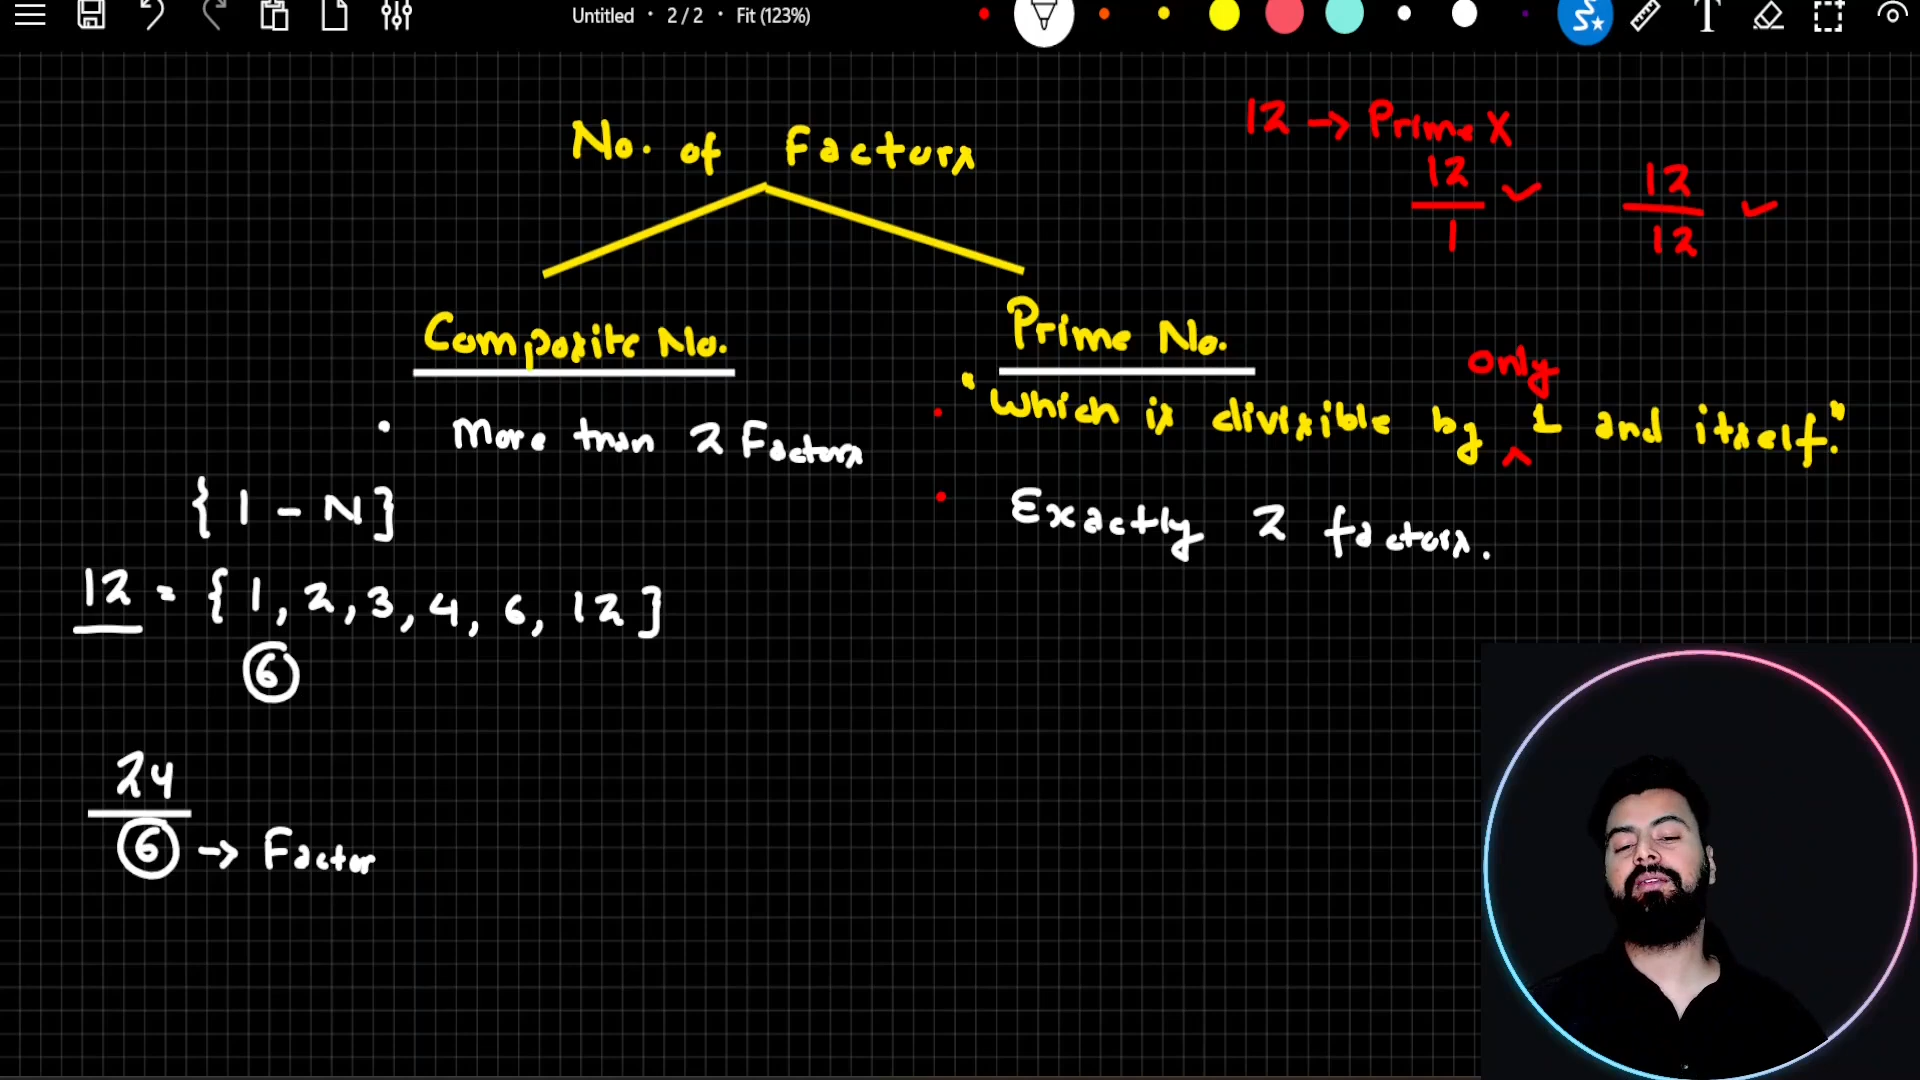 Untitled · 2 / 2 · Fit (123%)
T
No. of Factors
12 → Prime X
12
1
12
12
Composite No.
Prime No.
• More than 2 Factors
only
• "Which is divisible by ^ 1 and itself."
• Exactly 2 factors.
{ 1 - N }
12 = { 1, 2, 3, 4, 6, 12 }
6
24
6 → Factor